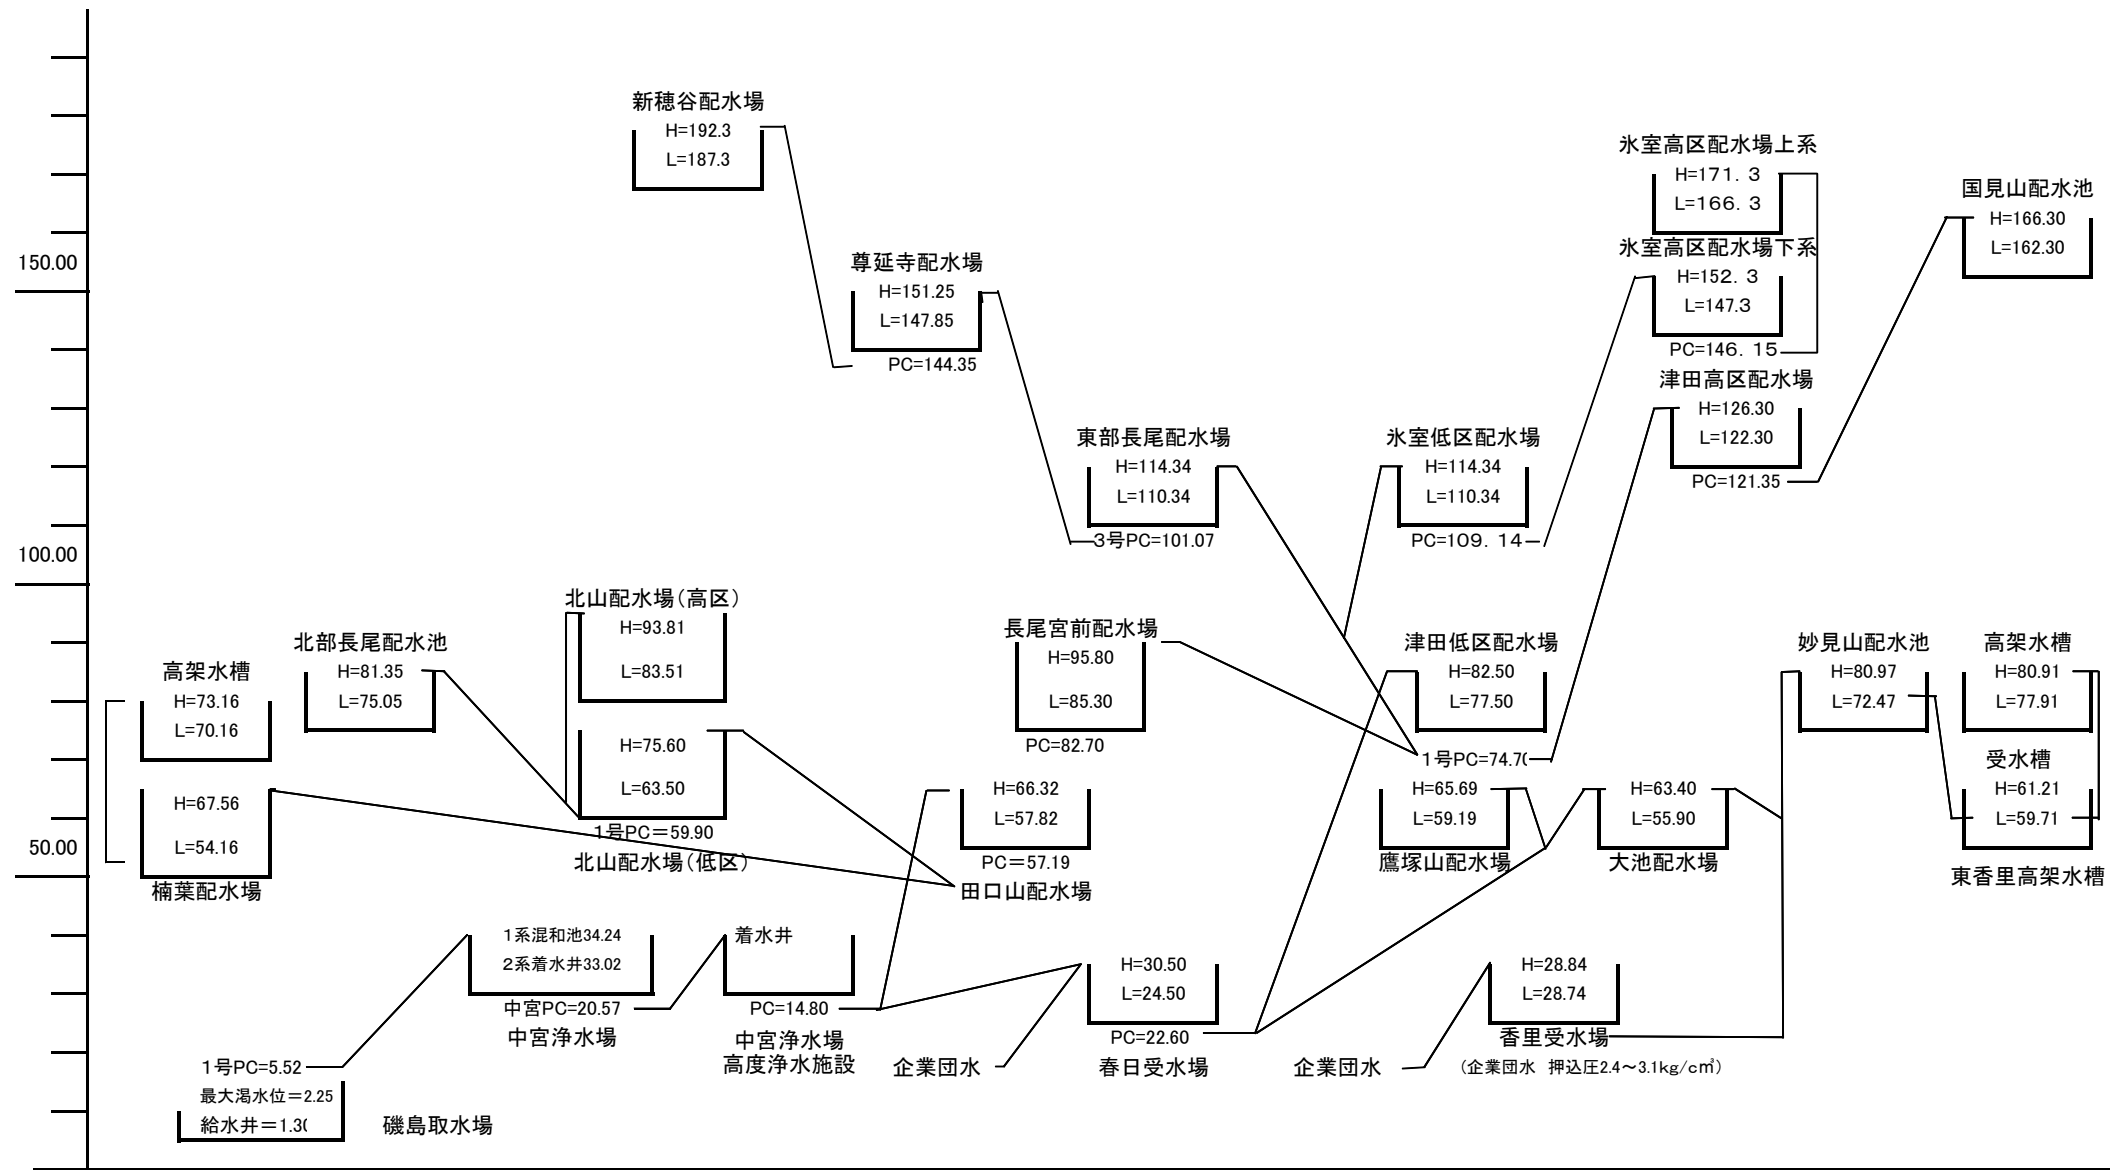 新穂谷配水場
H=192.3
L=187.3
氷室高区配水場上系
H=171．3
L=166．3
国見山配水池
H=166.30
L=162.30
150.00
尊延寺配水場
H=151.25
L=147.85
PC=144.35
氷室高区配水場下系
H=152．3
L=147.3
PC=146．15
津田高区配水場
H=126.30
L=122.30
PC=121.35
東部長尾配水場
H=114.34
L=110.34
3号PC=101.07
氷室低区配水場
H=114.34
L=110.34
PC=109．14
100.00
北山配水場（高区）
H=93.81
L=83.51
北部長尾配水池
H=81.35
L=75.05
高架水槽
H=73.16
L=70.16
長尾宮前配水場
H=95.80
L=85.30
PC=82.70
津田低区配水場
H=82.50
L=77.50
1号PC=74.70
妙見山配水池
H=80.97
L=72.47
高架水槽
H=80.91
L=77.91
H=75.60
L=63.50
1号PC＝59.90
北山配水場（低区）
H=67.56
L=54.16
楠葉配水場
50.00
H=66.32
L=57.82
PC＝57.19
田口山配水場
H=65.69
L=59.19
鷹塚山配水場
H=63.40
L=55.90
大池配水場
受水槽
H=61.21
L=59.71
東香里高架水槽
1系混和池34.24
2系着水井33.02
中宮PC=20.57
中宮浄水場
着水井
PC=14.80
中宮浄水場
高度浄水施設
企業団水
H=30.50
L=24.50
PC=22.60
春日受水場
企業団水
H=28.84
L=28.74
香里受水場
（企業団水　押込圧2.4～3.1kg/c㎡）
1号PC=5.52
最大渇水位＝2.25
給水井＝1.30
磯島取水場